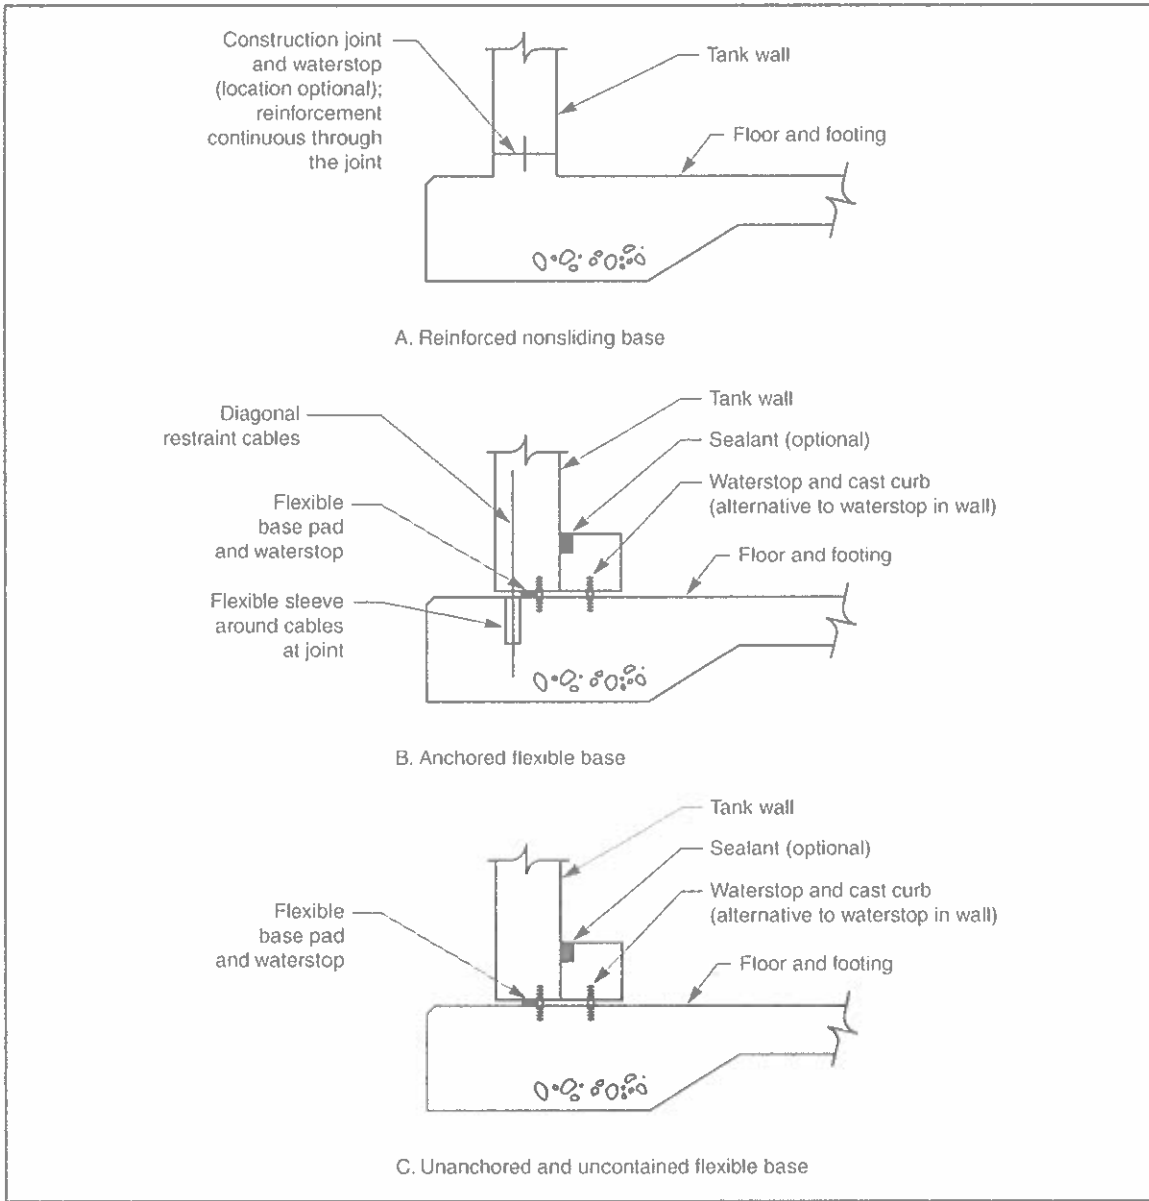 Construction joint
and waterstop
(location optional);
reinforcement
continuous through
the joint
Tank wall
Floor and footing
A. Reinforced nonsliding base
Diagonal
restraint cables
Flexible
base pad
and waterstop
Flexible sleeve
around cables
at joint
Tank wall
Sealant (optional)
Waterstop and cast curb
(alternative to waterstop in wall)
Floor and footing
B. Anchored flexible base
Flexible
base pad
and waterstop
Tank wall
Sealant (optional)
Waterstop and cast curb
(alternative to waterstop in wall)
Floor and footing
C. Unanchored and uncontained flexible base